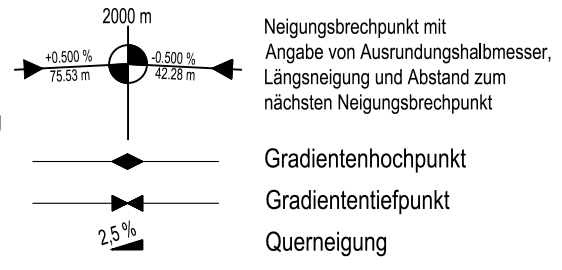 2000 m
+0.500 %
-0.500 %
75.53 m
42.28 m
Neigungsbrechpunkt mit
Angabe von Ausrundungshalbmesser,
Längsneigung und Abstand zum
nächsten Neigungsbrechpunkt
Gradientenhochpunkt
Gradiententiefpunkt
2,5 %
Querneigung